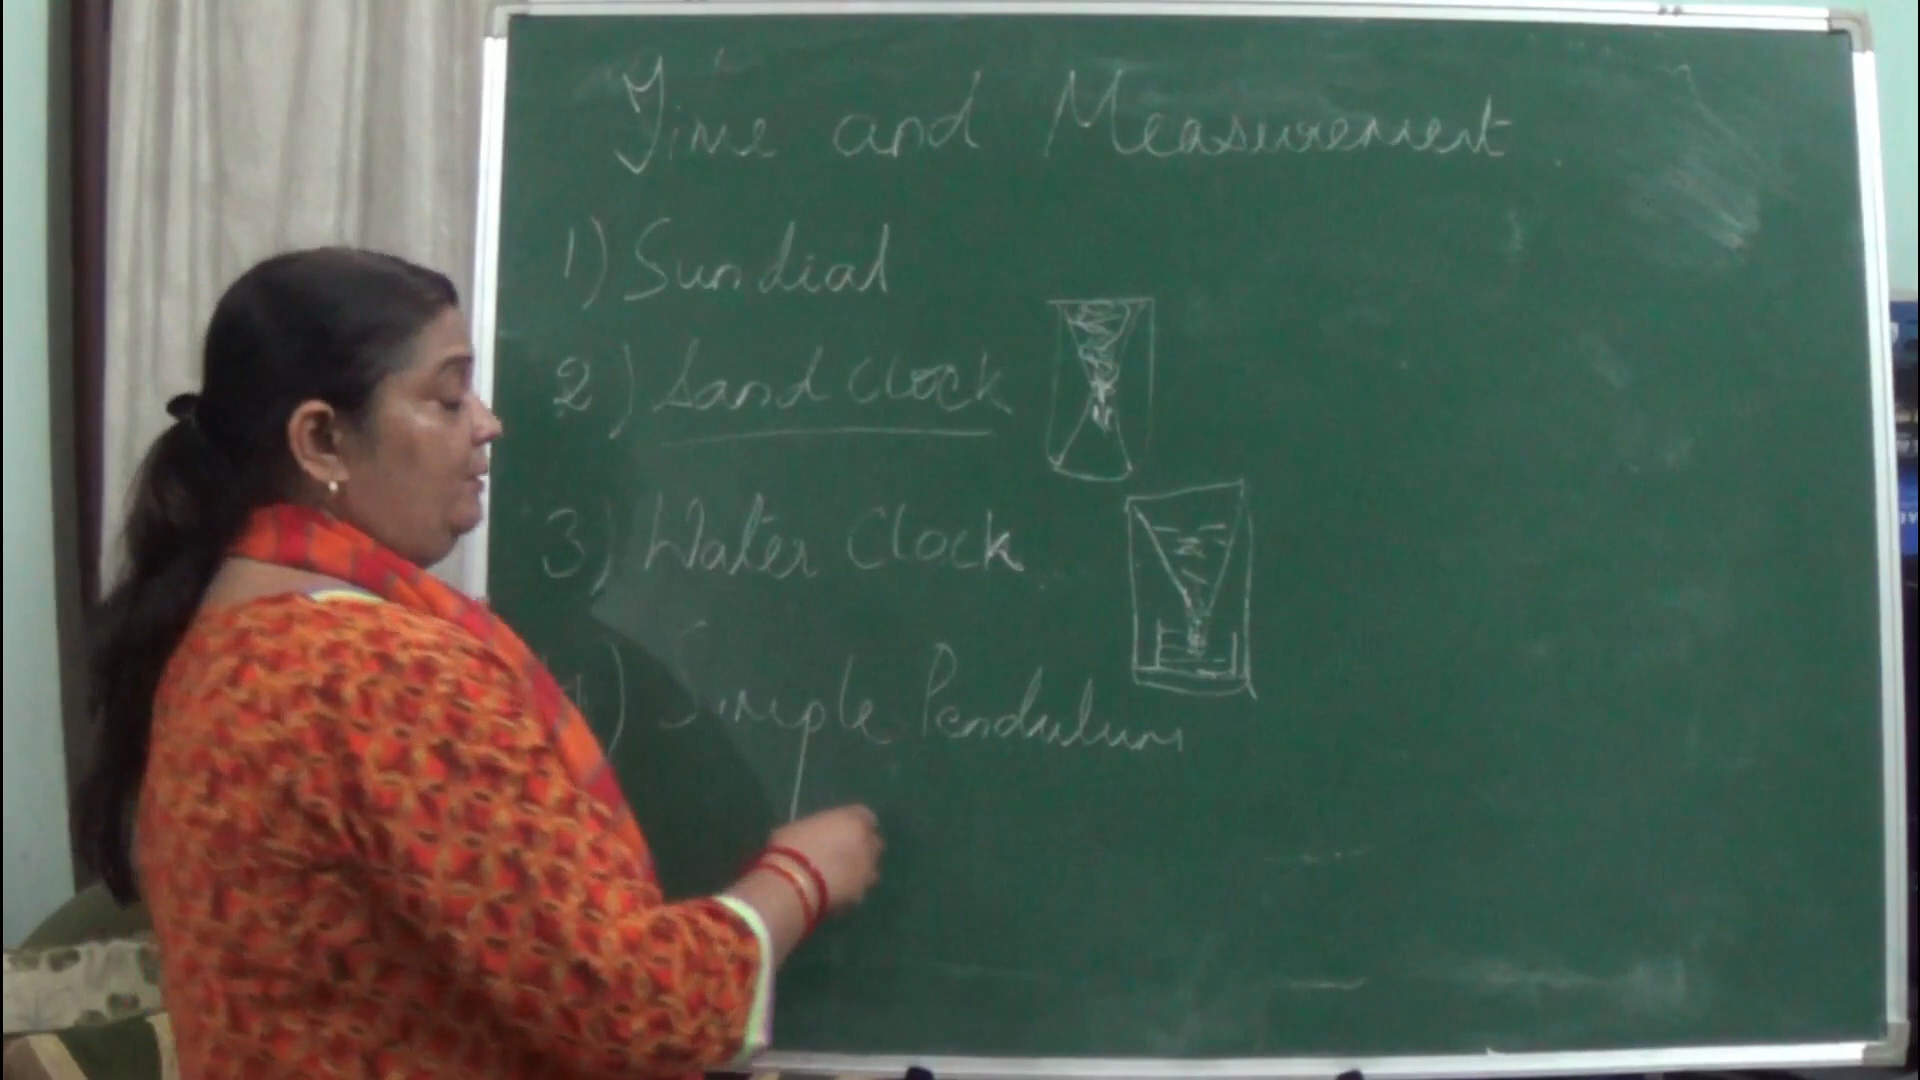 Time and Measurement
1) Sundial
2) Sand Clock
3) Water Clock
4) Simple Pendulum